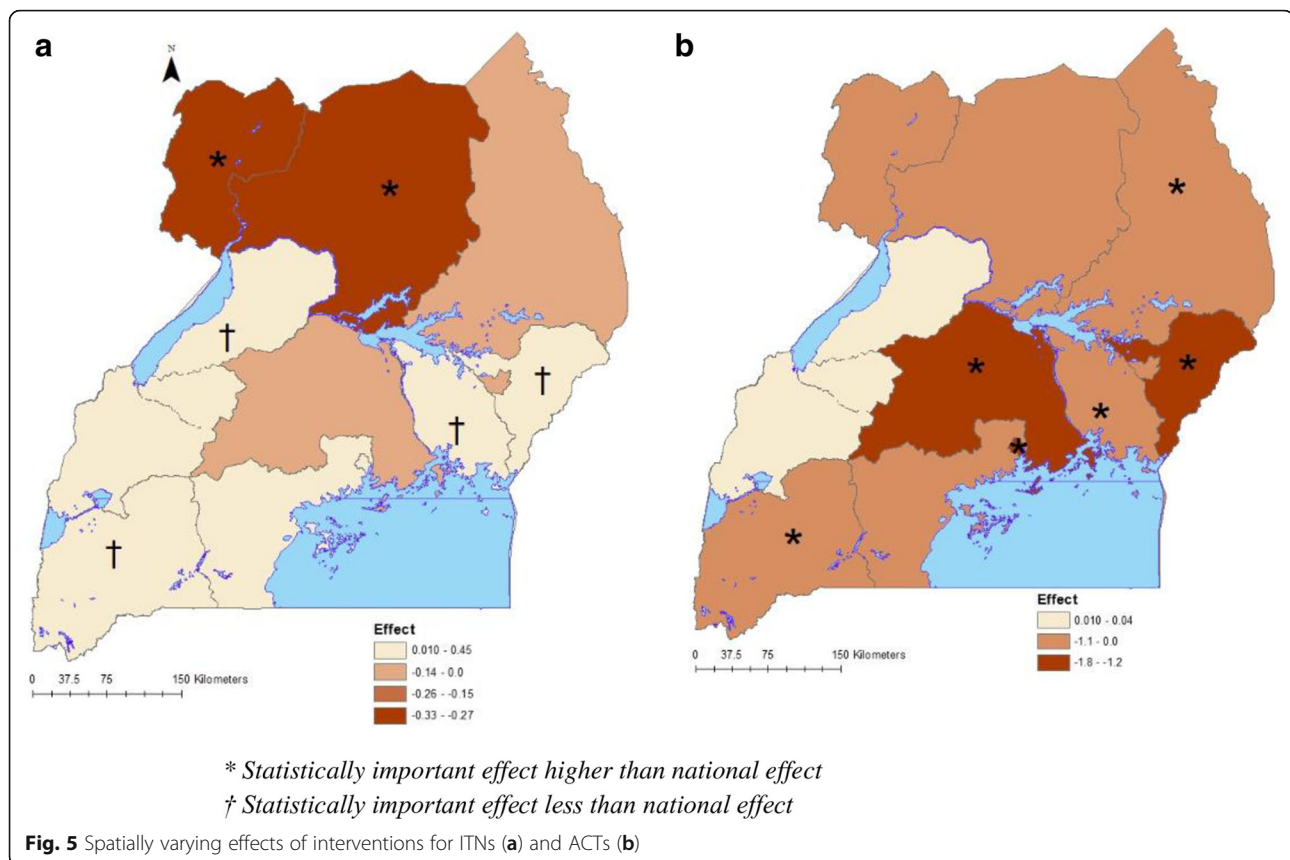 a
b
N
*
*
†
†
†
†
*
*
*
*
*
*
Effect
0.010 - 0.45
-0.14 - 0.0
-0.26 - -0.15
-0.33 - -0.27
0 37.5 75 150 Kilometers
Effect
0.010 - 0.04
-1.1 - 0.0
-1.8 - -1.2
0 37.5 75 150 Kilometers
* Statistically important effect higher than national effect
† Statistically important effect less than national effect
Fig. 5 Spatially varying effects of interventions for ITNs (a) and ACTs (b)